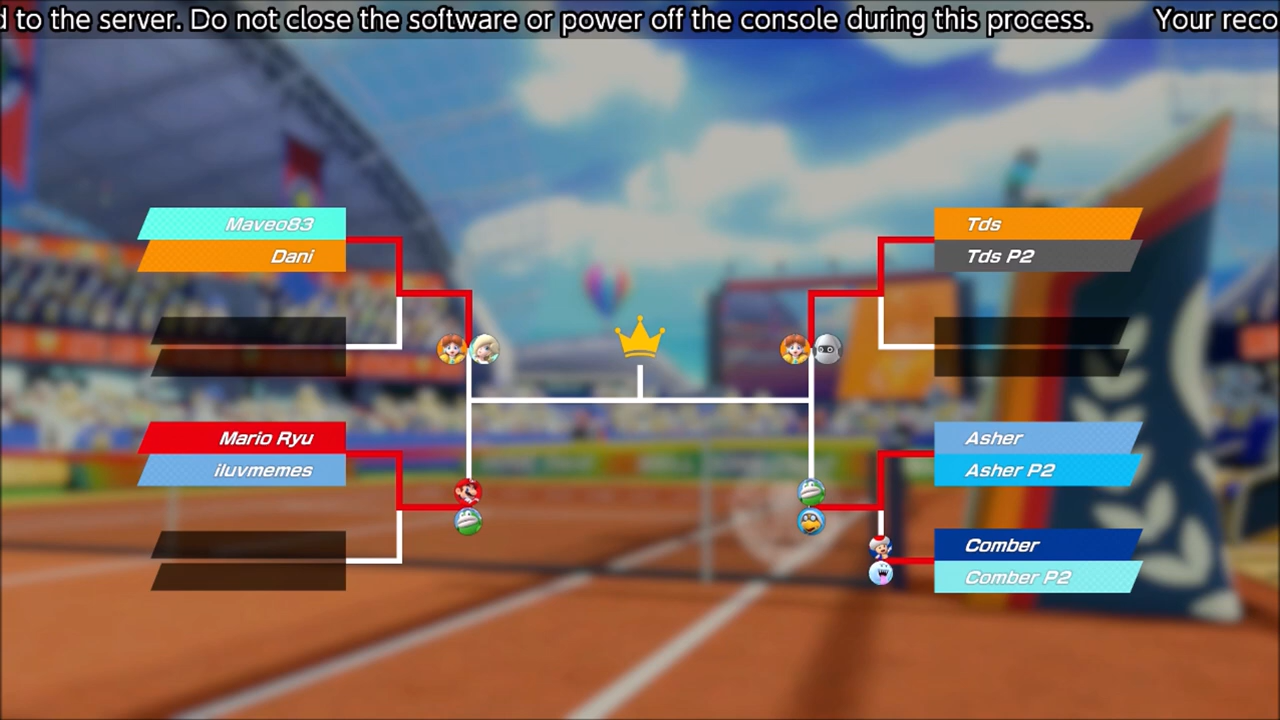 d to the server. Do not close the software or power off the console during this process. Your reco
Maveo83
Dani
Mario Ryu
iluvmemes
Tds
Tds P2
Asher
Asher P2
Comber
Comber P2